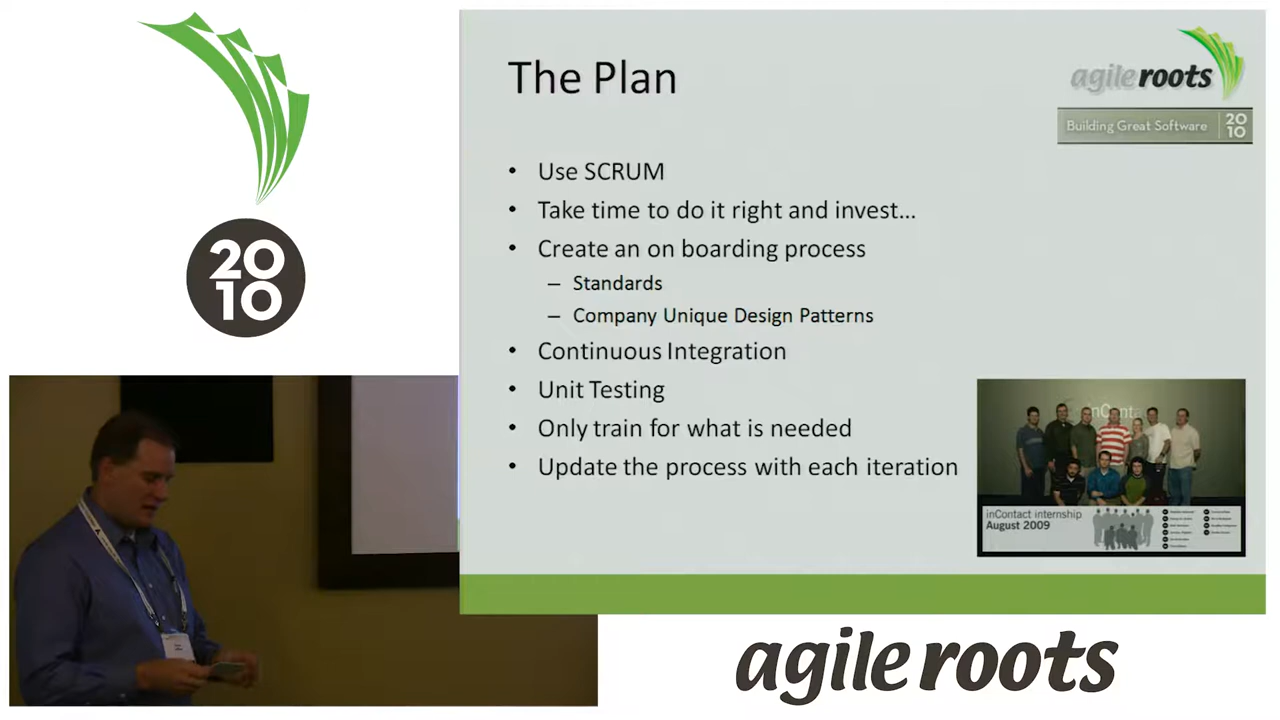 20
10
The Plan
agile roots
Building Great Software
20
10
• Use SCRUM
• Take time to do it right and invest...
• Create an on boarding process
– Standards
– Company Unique Design Patterns
• Continuous Integration
• Unit Testing
• Only train for what is needed
• Update the process with each iteration
inContact
inContact internship
August 2009
agile roots